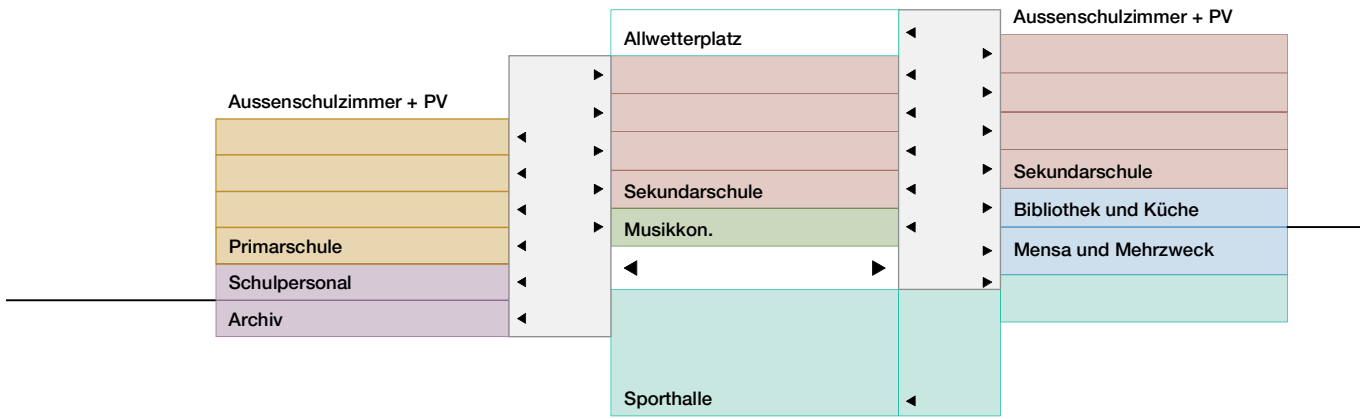 Aussenschulzimmer + PV
Primarschule
Schulpersonal
Archiv
Allwetterplatz
Sekundarschule
Musikkon.
Sporthalle
Aussenschulzimmer + PV
Sekundarschule
Bibliothek und Küche
Mensa und Mehrzweck